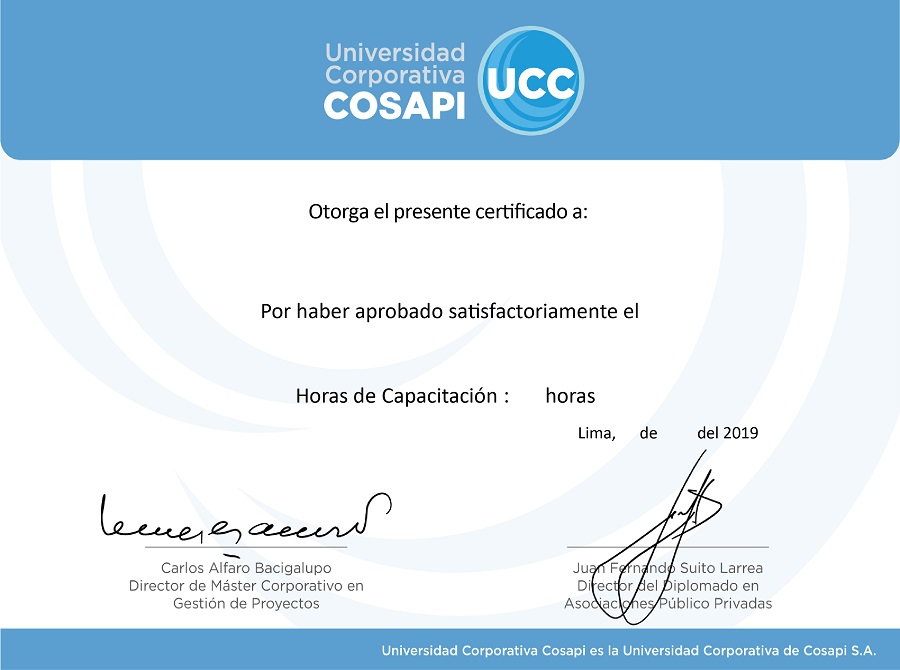 Universidad
Corporativa
COSAPI
UCC
Otorga el presente certificado a:
Por haber aprobado satisfactoriamente el
Horas de Capacitación : horas
Lima, de del 2019
Carlos Alfaro Bacigalupo
Director de Máster Corporativo en
Gestión de Proyectos
Juan Fernando Suito Larrea
Director del Diplomado en
Asociaciones Público Privadas
Universidad Corporativa Cosapi es la Universidad Corporativa de Cosapi S.A.